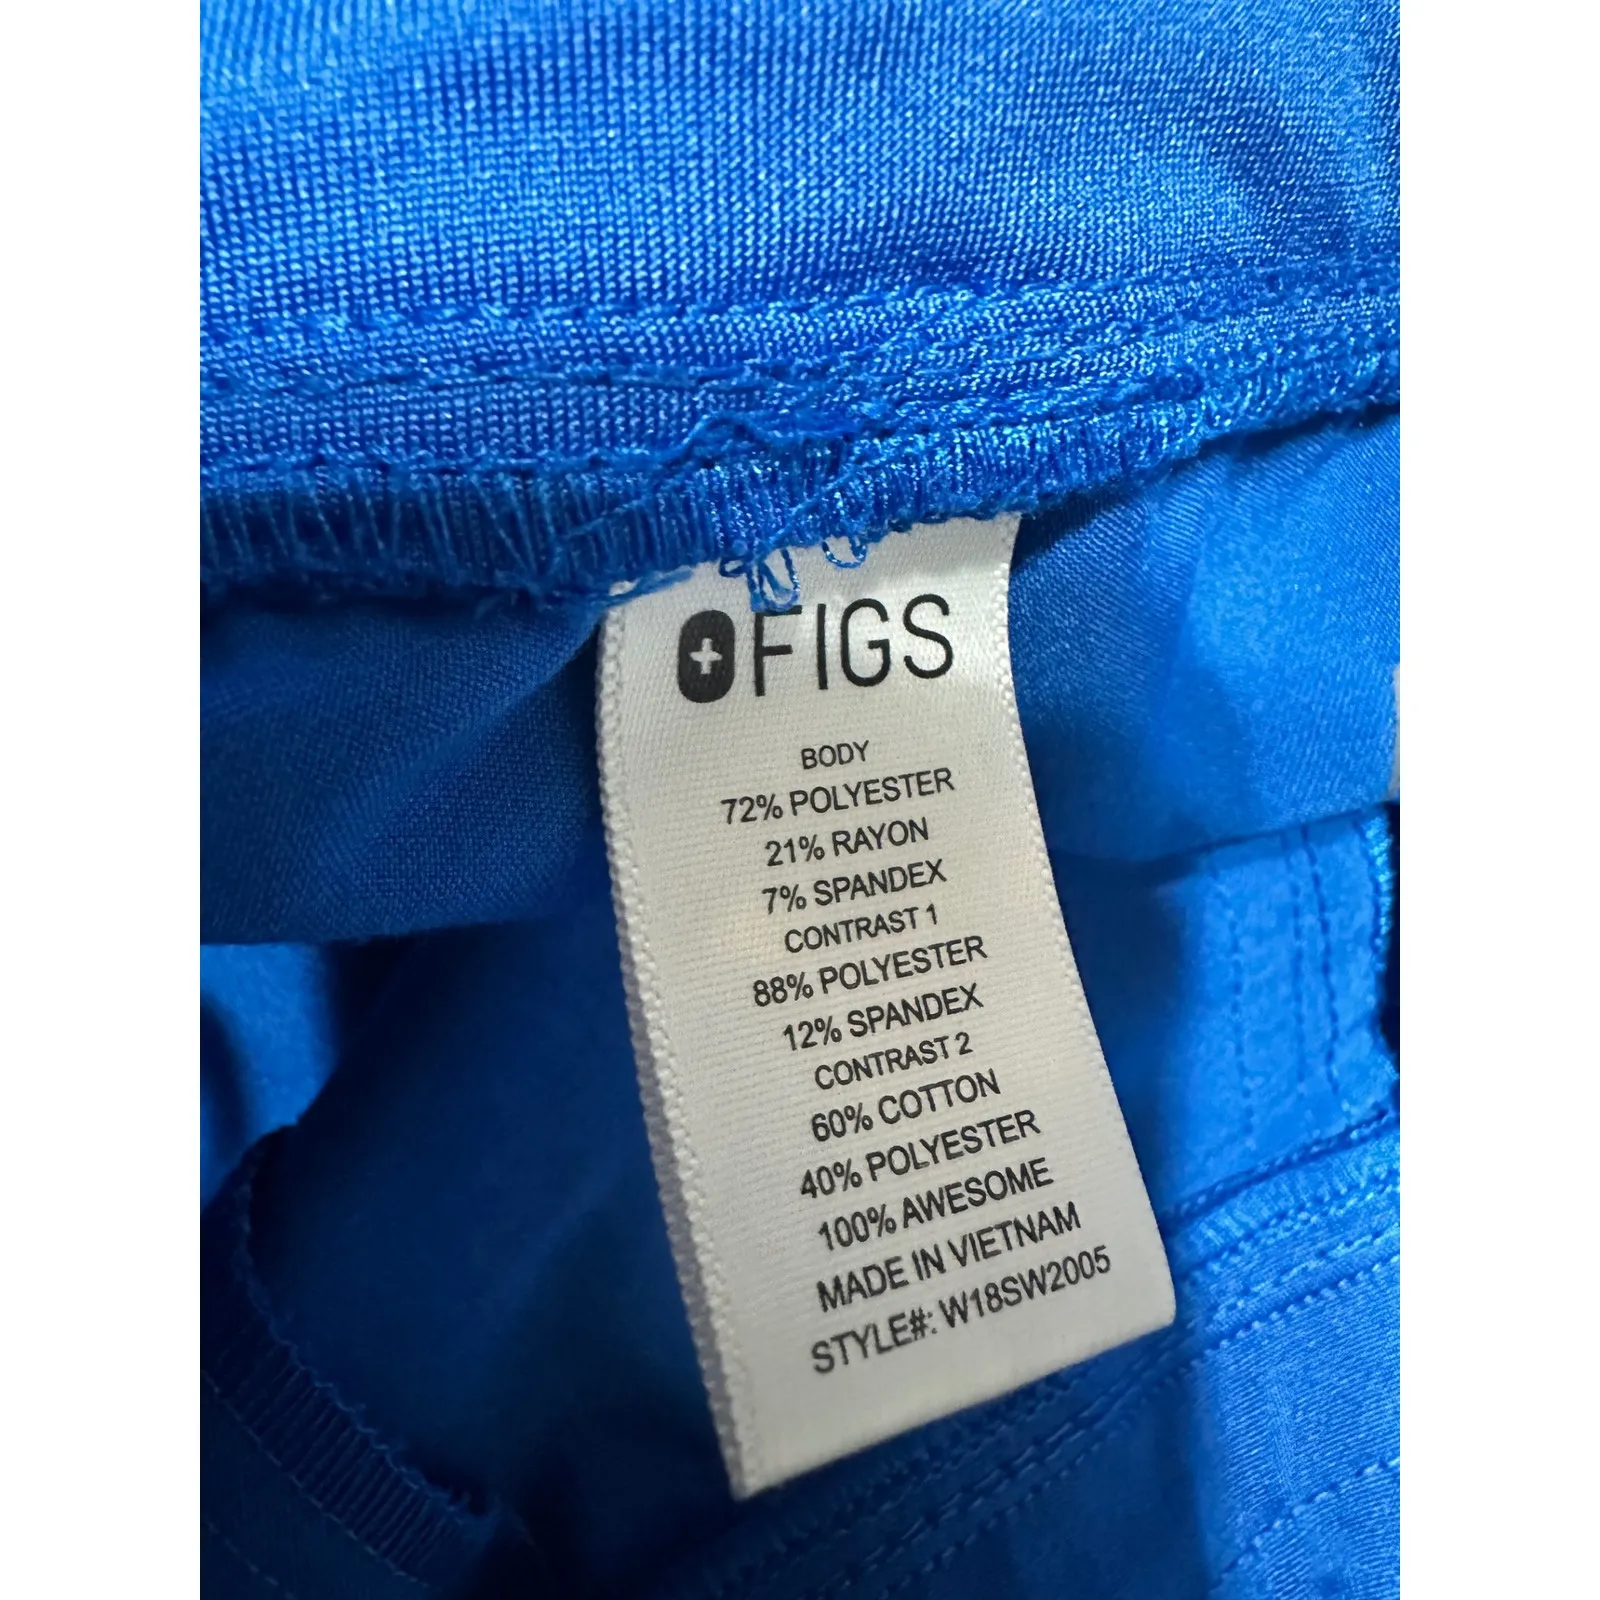 FIGS
BODY
72% POLYESTER
21% RAYON
7% SPANDEX
CONTRAST 1
88% POLYESTER
12% SPANDEX
CONTRAST 2
60% COTTON
40% POLYESTER
100% AWESOME
MADE IN VIETNAM
STYLE#: W18SW2005